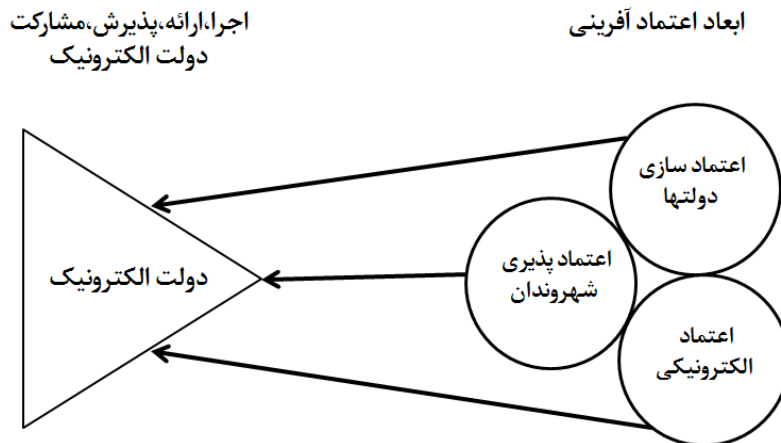 ابعاد اعتماد آفرینی
اجرا،ارائه،پذیرش،مشارکت
دولت الکترونیک
اعتماد سازی
دولتها
اعتماد پذیری
شهروندان
اعتماد
الکترونیکی
دولت الکترونیک